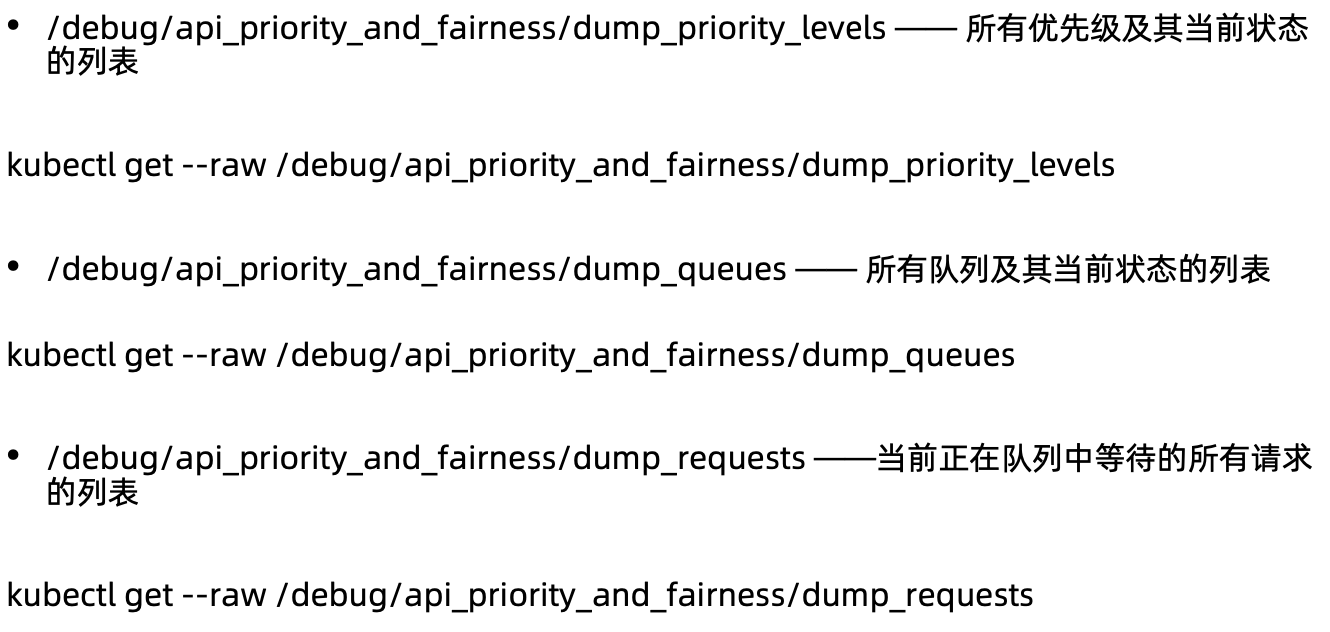 • /debug/api_priority_and_fairness/dump_priority_levels —— 所有优先级及其当前状态
的列表
kubectl get --raw /debug/api_priority_and_fairness/dump_priority_levels
• /debug/api_priority_and_fairness/dump_queues —— 所有队列及其当前状态的列表
kubectl get --raw /debug/api_priority_and_fairness/dump_queues
• /debug/api_priority_and_fairness/dump_requests ——当前正在队列中等待的所有请求
的列表
kubectl get --raw /debug/api_priority_and_fairness/dump_requests